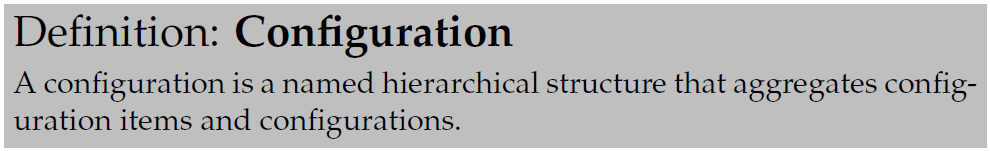 Definition: Configuration
A configuration is a named hierarchical structure that aggregates config-
uration items and configurations.